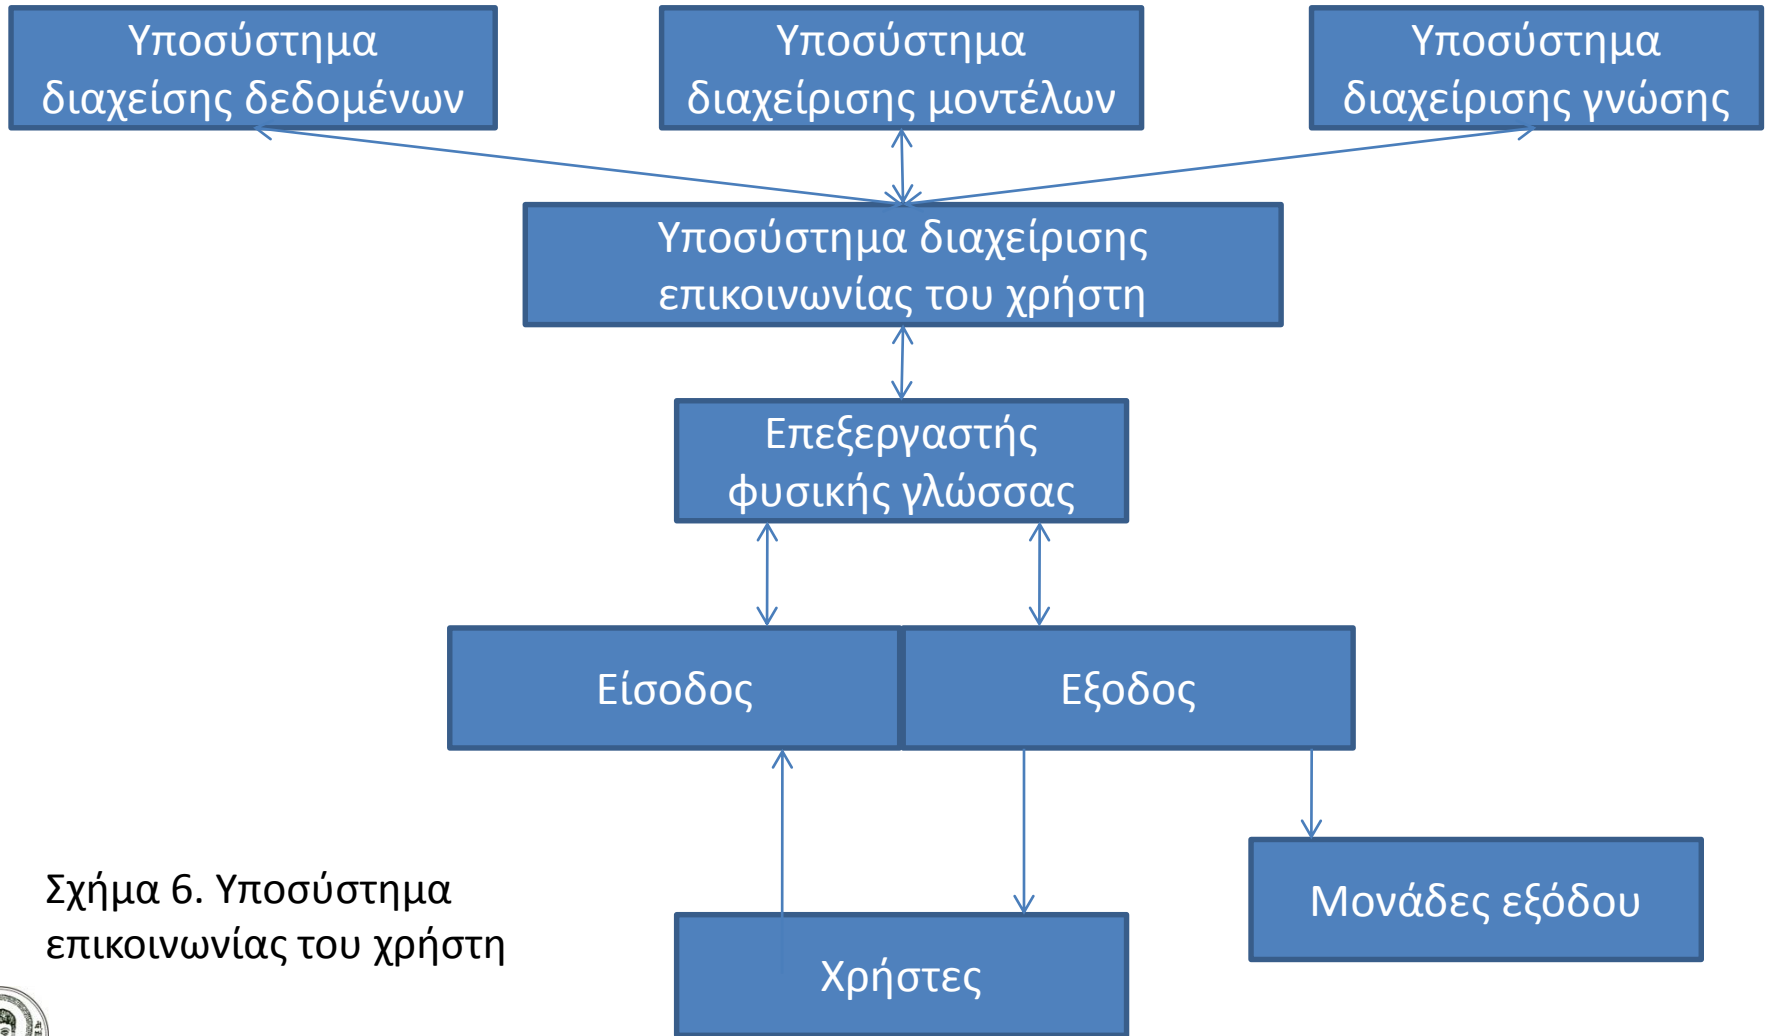 Υποσύστημα
διαχείσης δεδομένων
Υποσύστημα
διαχείρισης μοντέλων
Υποσύστημα
διαχείρισης γνώσης
Υποσύστημα διαχείρισης
επικοινωνίας του χρήστη
Επεξεργαστής
φυσικής γλώσσας
Είσοδος
Εξοδος
Μονάδες εξόδου
Χρήστες
Σχήμα 6. Υποσύστημα
επικοινωνίας του χρήστη